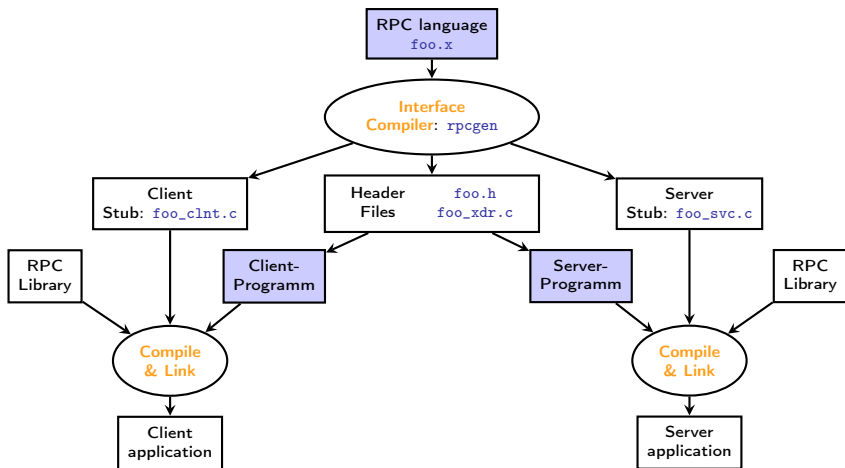 RPC language
foo.x
Interface
Compiler: rpcgen
Client
Stub: foo_clnt.c
Header foo.h
Files foo_xdr.c
Server
Stub: foo_svc.c
RPC
Library
Client-
Programm
Server-
Programm
RPC
Library
Compile
& Link
Compile
& Link
Client
application
Server
application